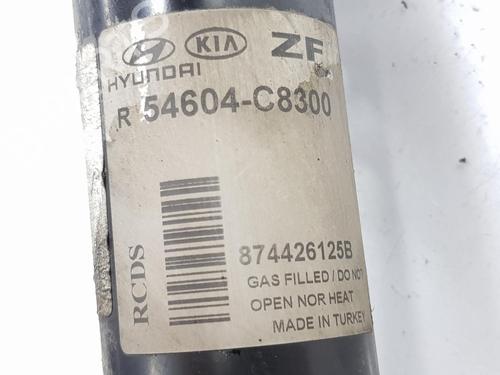 KIA ZF
HYUNDAI
R 54604-C8300
RCDS
874426125B
GAS FILLED / DO NOT
OPEN NOR HEAT
MADE IN TURKEY